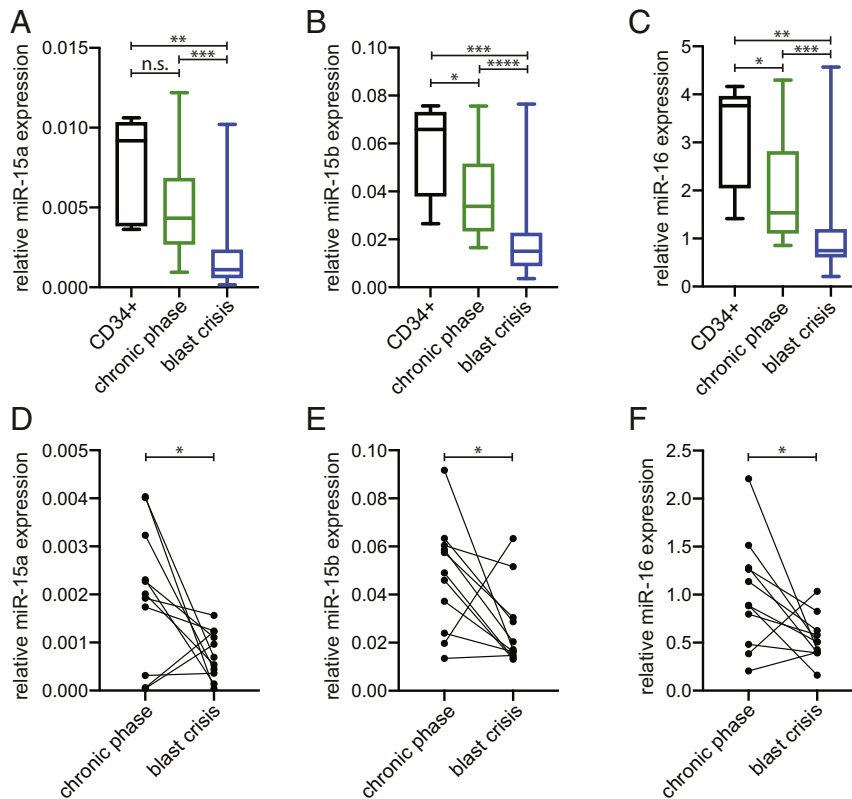 A
relative miR-15a expression
0.015
0.010
0.005
0.000
**
***
n.s.
CD34+
chronic phase
blast crisis
B
relative miR-15b expression
0.10
0.08
0.06
0.04
0.02
0.00
***
****
*
CD34+
chronic phase
blast crisis
C
relative miR-16 expression
5
4
3
2
1
0
**
***
*
CD34+
chronic phase
blast crisis
D
relative miR-15a expression
0.005
0.004
0.003
0.002
0.001
0.000
*
chronic phase
blast crisis
E
relative miR-15b expression
0.10
0.08
0.06
0.04
0.02
0.00
*
chronic phase
blast crisis
F
relative miR-16 expression
2.5
2.0
1.5
1.0
0.5
0.0
*
chronic phase
blast crisis